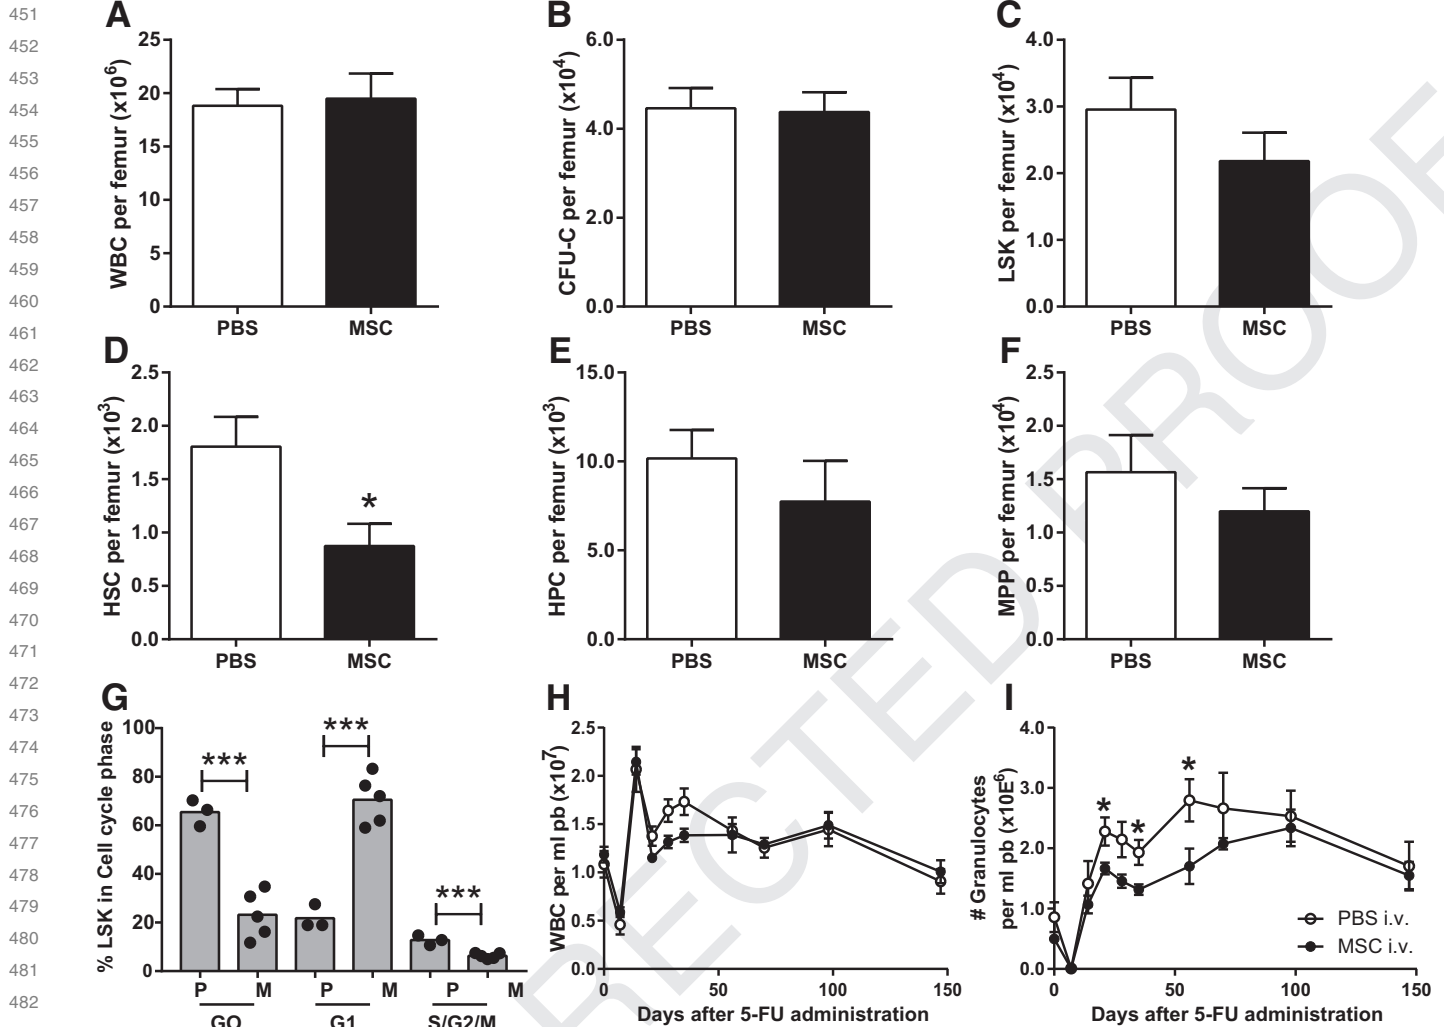 451
452
453
454
455
456
457
458
459
460
461
462
463
464
465
466
467
468
469
470
471
472
473
474
475
476
477
478
479
480
481
482
A
WBC per femur (x10⁶)
25
20
15
10
5
0
PBS MSC
B
CFU-C per femur (x10⁴)
6.0
4.0
2.0
0.0
PBS MSC
C
LSK per femur (x10⁴)
4.0
3.0
2.0
1.0
0.0
PBS MSC
D
HSC per femur (x10³)
2.5
2.0
1.5
1.0
0.5
0.0
*
PBS MSC
E
HPC per femur (x10³)
15.0
10.0
5.0
0.0
PBS MSC
F
MPP per femur (x10⁴)
2.5
2.0
1.5
1.0
0.5
0.0
PBS MSC
G
% LSK in Cell cycle phase
100
80
60
40
20
0
*** *** ***
P M P M P M
GO G1 S/G2/M
H
WBC per ml pb (x10⁷)
2.5
2.0
1.5
1.0
0.5
0.0
0 50 100 150
Days after 5-FU administration
I
# Granulocytes
per ml pb (x10E⁶)
4.0
3.0
2.0
1.0
0.0
* * *
PBS i.v.
MSC i.v.
0 50 100 150
Days after 5-FU administration
RECTED PROOF